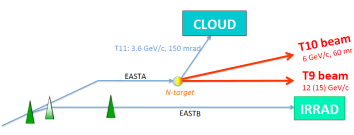 CLOUD
T11: 3.6 GeV/c, 150 mrad
T10 beam
6 GeV/c, 60 m
EASTA
T9 beam
N-target
12 (15) GeV/c
EASTB
IRRAD